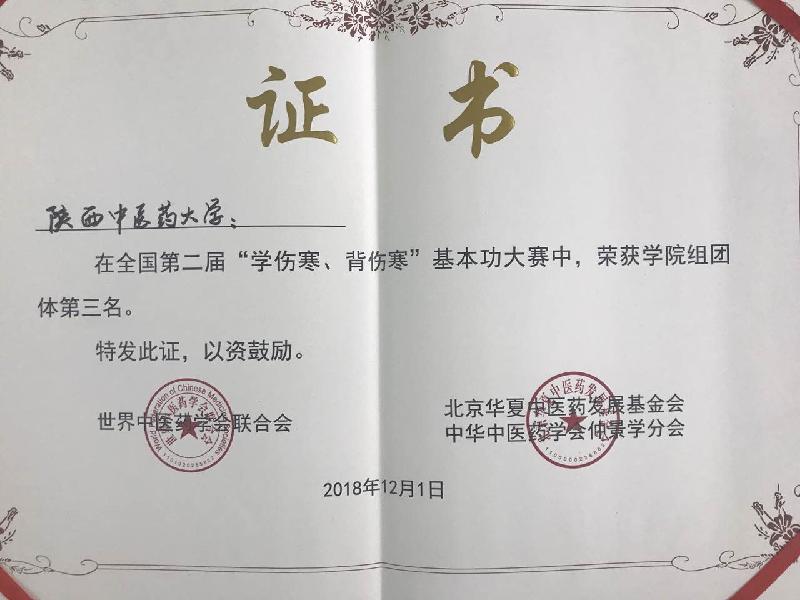 证书
陕西中医药大学：
在全国第二届“学伤寒、背伤寒”基本功大赛中，荣获学院组团
体第三名。
特发此证，以资鼓励。
世界中医药学会联合会
北京华夏中医药发展基金会
中华中医药学会仲景学分会
2018年12月1日